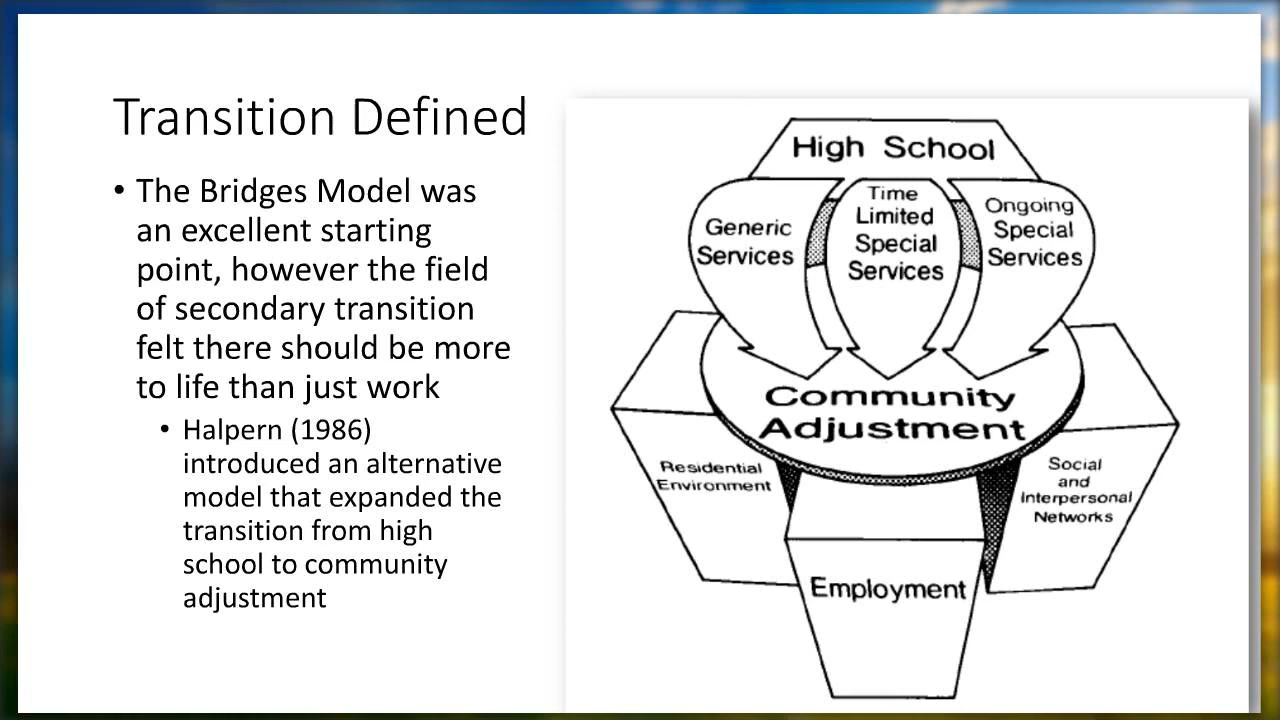 Transition Defined
• The Bridges Model was
an excellent starting
point, however the field
of secondary transition
felt there should be more
to life than just work
• Halpern (1986)
introduced an alternative
model that expanded the
transition from high
school to community
adjustment
High School
Generic
Services
Time
Limited
Special
Services
Ongoing
Special
Services
Community
Adjustment
Residential
Environment
Employment
Social
and
Interpersonal
Networks